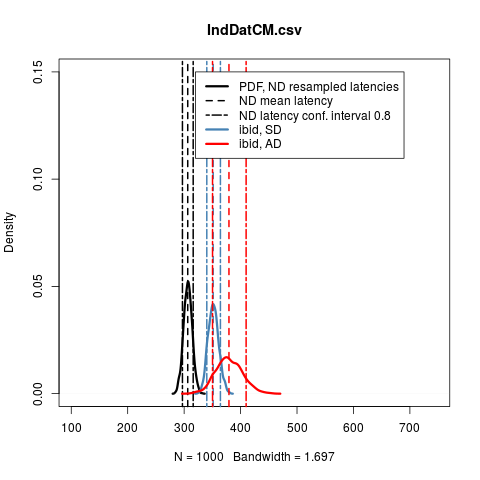 IndDatCM.csv
PDF, ND resampled latencies
ND mean latency
ND latency conf. interval 0.8
ibid, SD
ibid, AD
Density
0.15
0.10
0.05
0.00
100 200 300 400 500 600 700
N = 1000 Bandwidth = 1.697